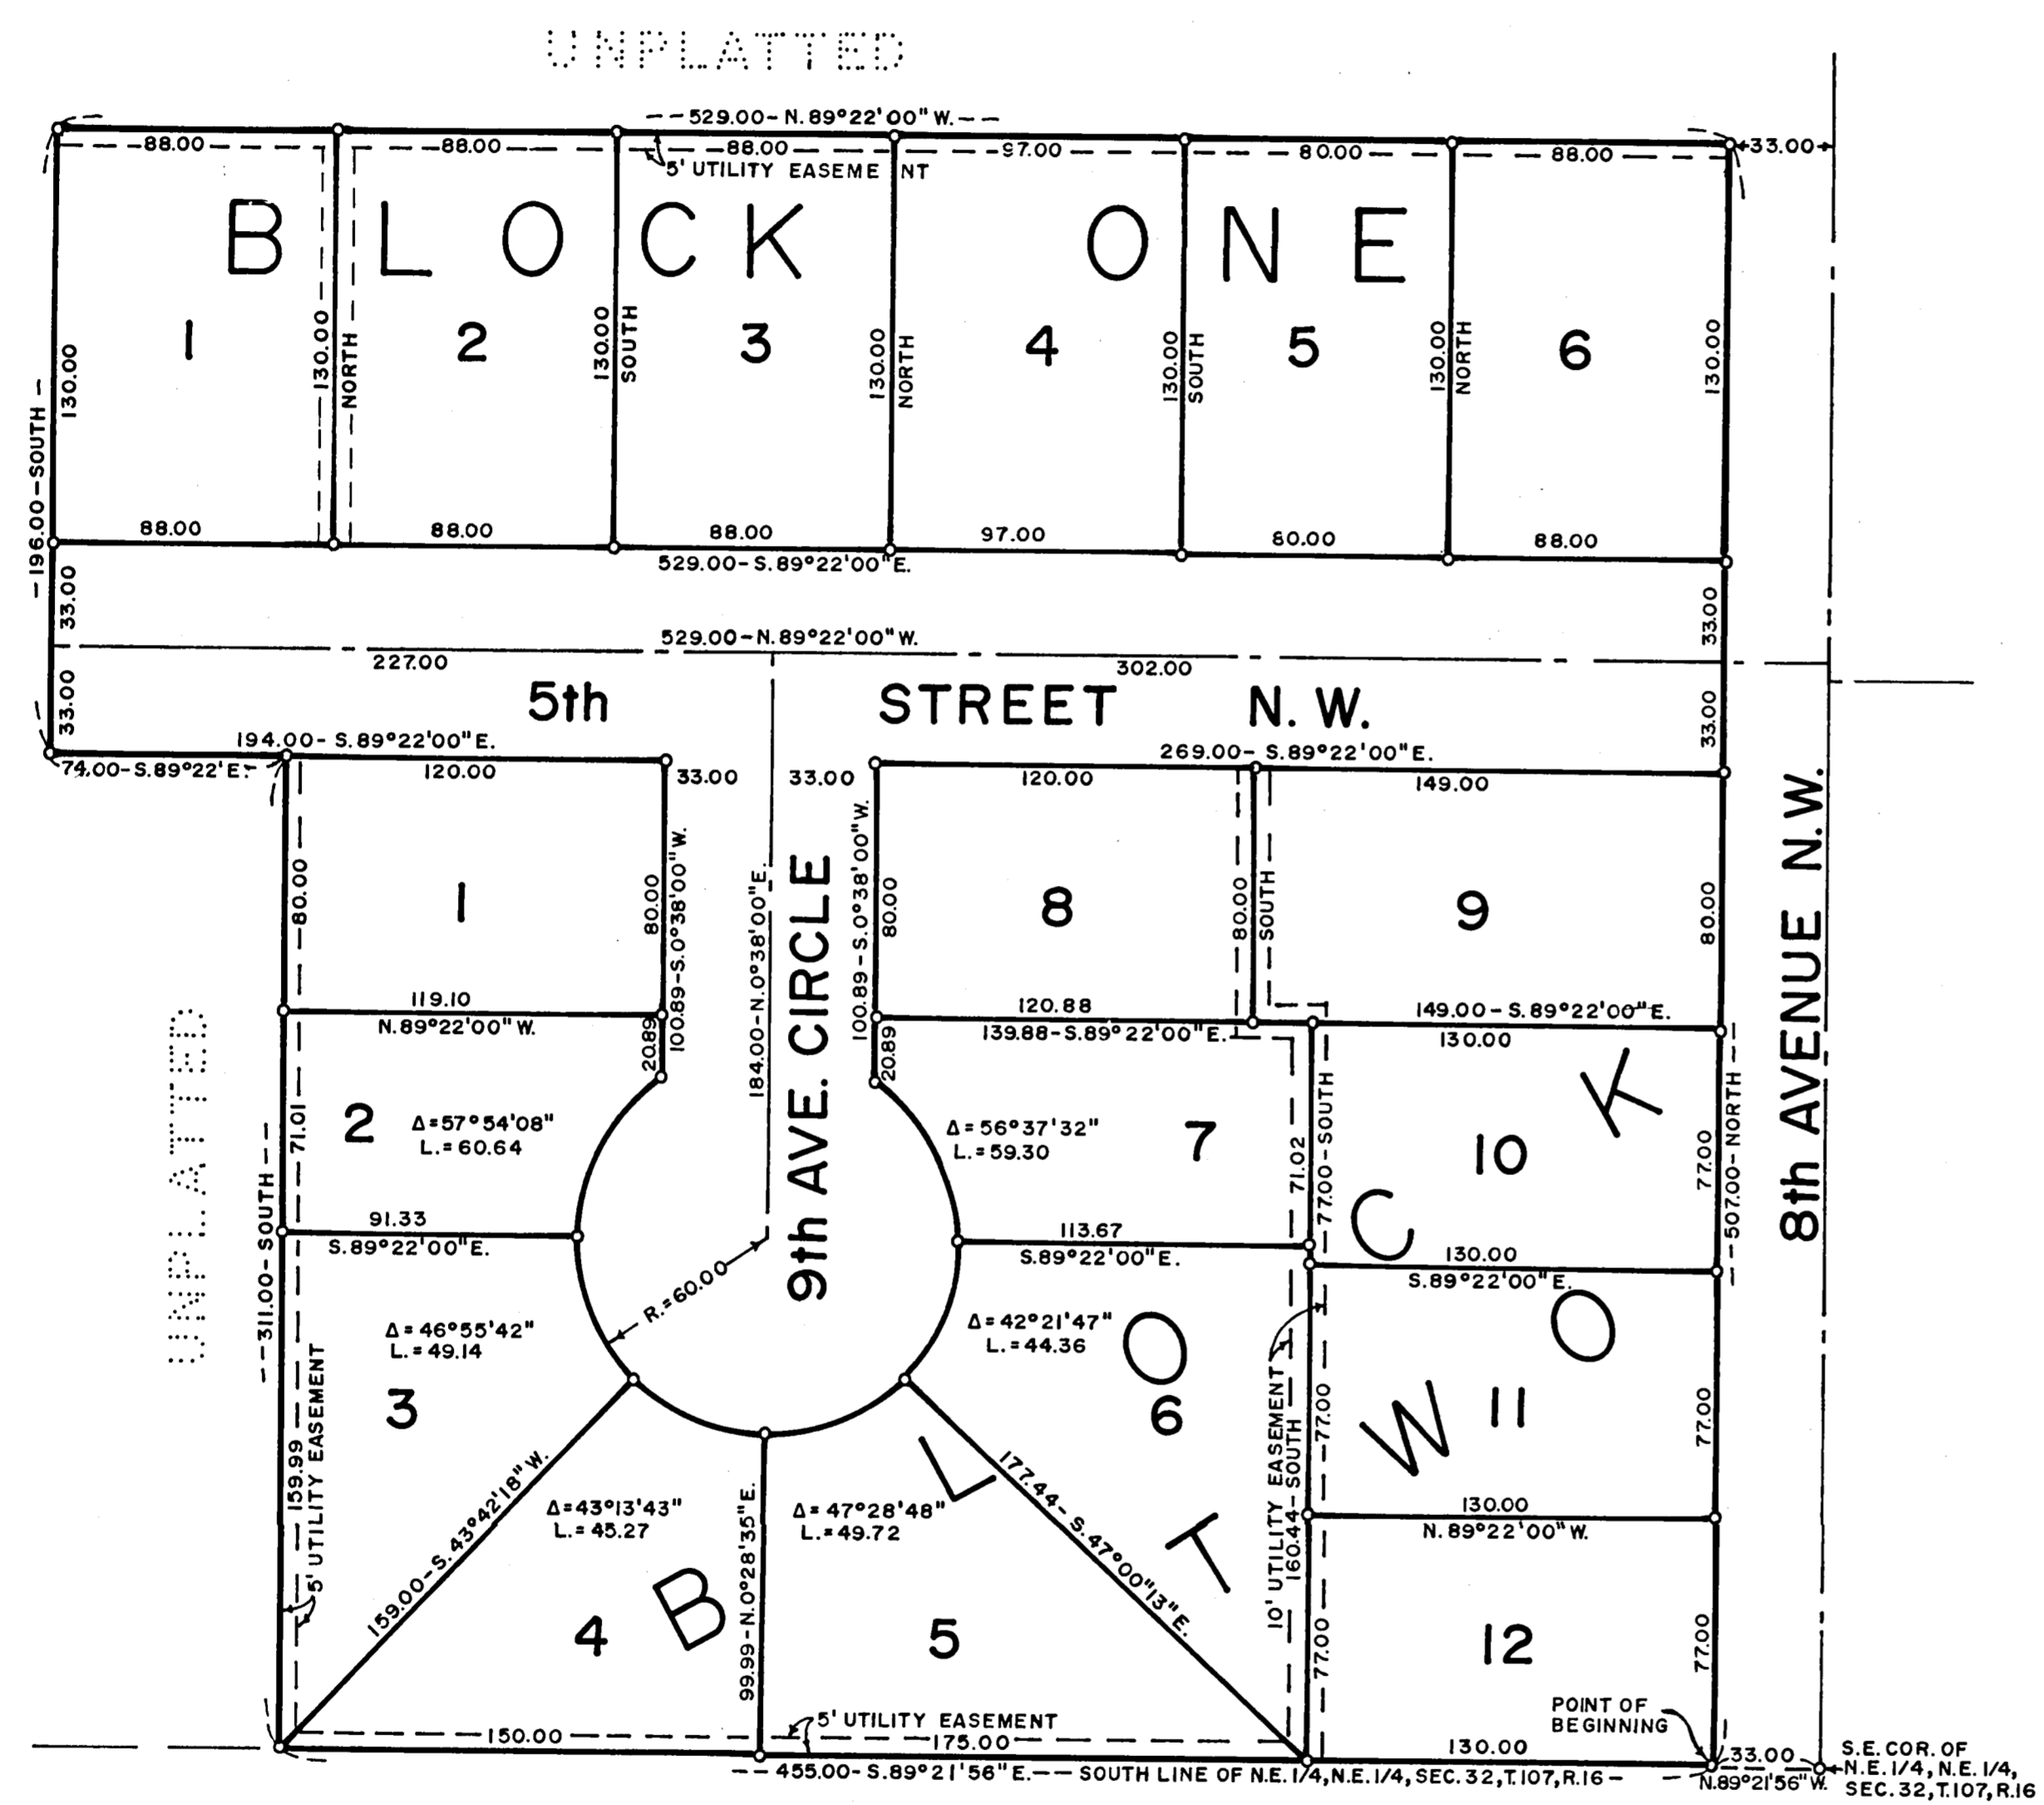 UNPLATTED
529.00-N.89°22'00"W.
88.00
88.00
88.00
97.00
80.00
88.00
33.00
5' UTILITY EASEMENT
BLOCK ONE
1
2
3
4
5
6
130.00
130.00
NORTH
130.00
SOUTH
130.00
NORTH
130.00
SOUTH
130.00
NORTH
130.00
196.00-SOUTH
88.00
88.00
88.00
97.00
80.00
88.00
529.00-S.89°22'00"E.
33.00
33.00
529.00-N.89°22'00"W.
227.00
302.00
33.00
33.00
5th STREET N.W.
194.00-S.89°22'00"E.
269.00-S.89°22'00"E.
74.00-S.89°22'E.
120.00
33.00
33.00
120.00
149.00
80.00
1
80.00
100.89-S.0°38'00"W.
184.00-N.0°38'00"E.
9th AVE. CIRCLE
100.89-S.0°38'00"W.
80.00
8
80.00
SOUTH
9
80.00
8th AVENUE N.W.
119.10
N.89°22'00"W.
20.89
20.89
120.88
139.88-S.89°22'00"E.
149.00-S.89°22'00"E.
130.00
UNPLATTED
311.00-SOUTH
71.01
2
Δ=57°54'08"
L.=60.64
Δ=56°37'32"
L.=59.30
7
71.02
77.00-SOUTH
10
77.00
507.00-NORTH
91.33
S.89°22'00"E.
113.67
S.89°22'00"E.
130.00
S.89°22'00"E.
R.=60.00
Δ=46°55'42"
L.=49.14
3
Δ=42°21'47"
L.=44.36
6
10' UTILITY EASEMENT
160.44-SOUTH
77.00
11
77.00
159.99
5' UTILITY EASEMENT
159.00-S.43°42'18"W.
Δ=43°13'43"
L.=45.27
4
99.99-N.0°28'35"E.
Δ=47°28'48"
L.=49.72
5
177.44-S.47°00'13"E.
130.00
N.89°22'00"W.
77.00
12
77.00
BLOCK TWO
POINT OF
BEGINNING
5' UTILITY EASEMENT
150.00
175.00
130.00
33.00
455.00-S.89°21'56"E.-- SOUTH LINE OF N.E.1/4, N.E.1/4, SEC.32, T.107, R.16
N.89°21'56"W.
S.E. COR. OF
N.E.1/4, N.E.1/4,
SEC.32, T.107, R.16